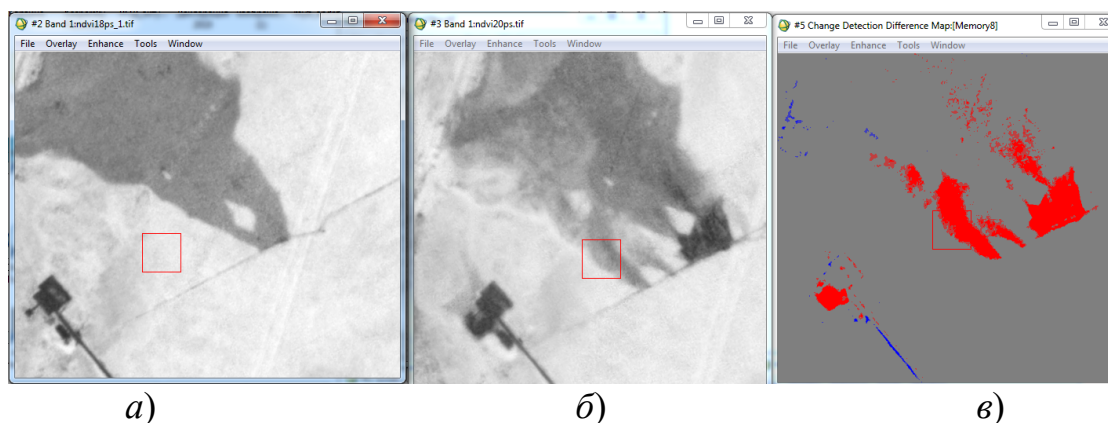 #2 Band 1:ndvi18ps_1.tif
File Overlay Enhance Tools Window
#3 Band 1:ndvi20ps.tif
File Overlay Enhance Tools Window
#5 Change Detection Difference Map:[Memory8]
File Overlay Enhance Tools Window
а) б) в)